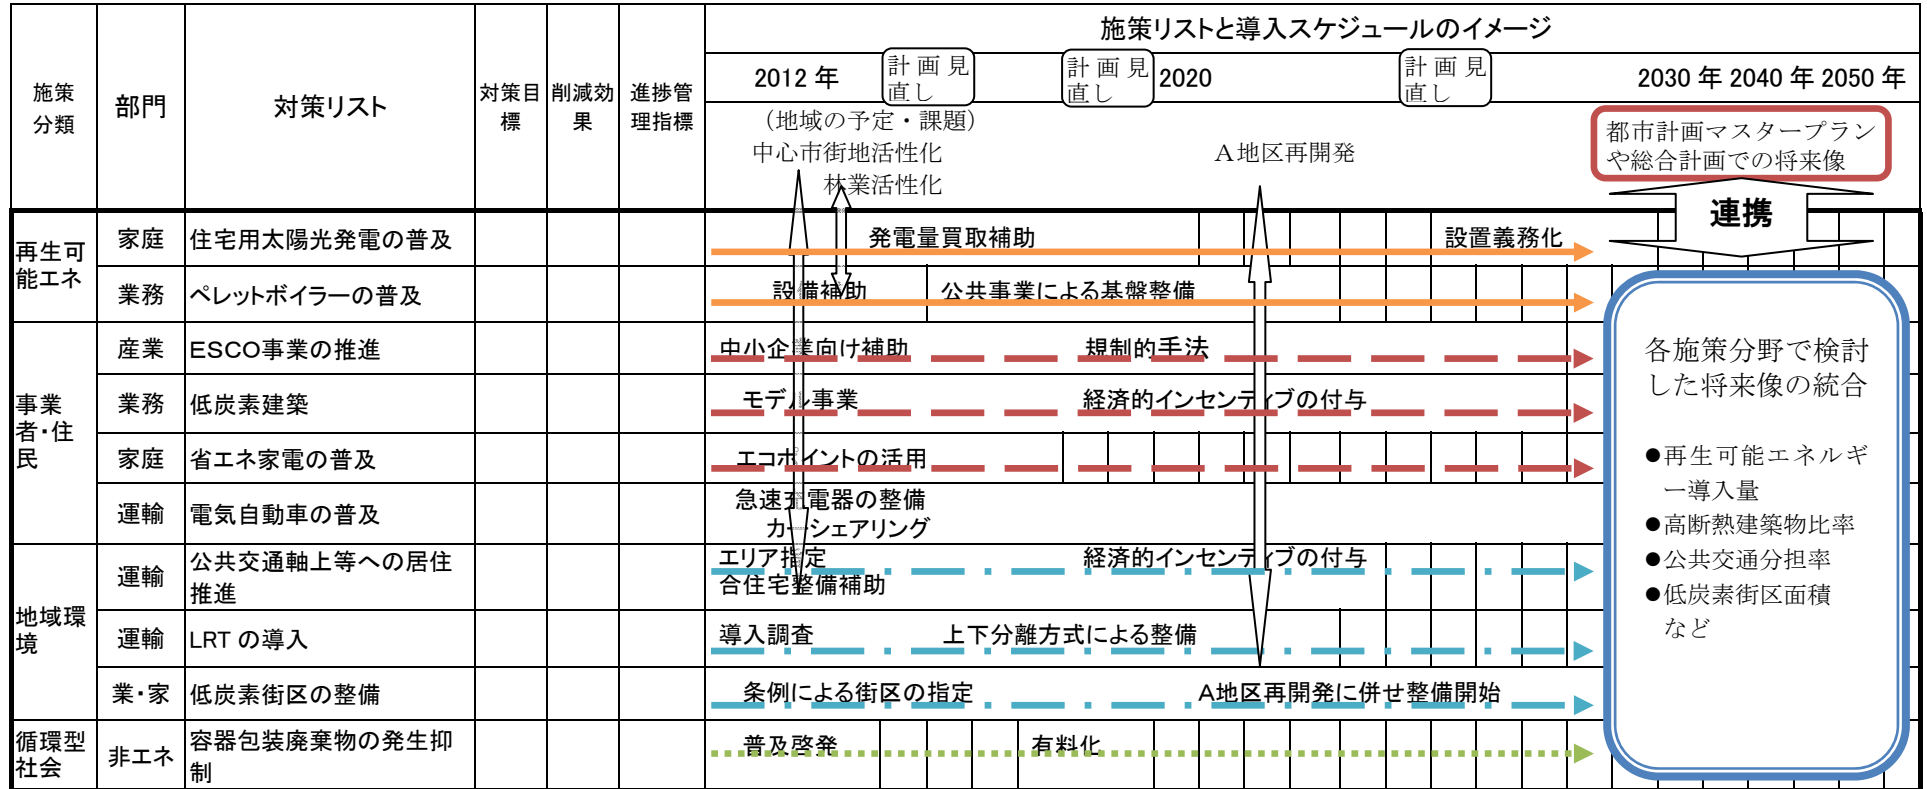 施策リストと導入スケジュールのイメージ
施策
分類
部門
対策リスト
対策目
標
削減効
果
進捗管
理指標
2012 年
計 画 見
直し
計 画 見
直し
2020
計 画 見
直し
2030 年 2040 年 2050 年
（地域の予定・課題）
中心市街地活性化
林業活性化
A地区再開発
都市計画マスタープラン
や総合計画での将来像
連携
再生可
能エネ
家庭
住宅用太陽光発電の普及
発電量買取補助
設置義務化
業務
ペレットボイラーの普及
設備補助
公共事業による基盤整備
事業
者・住
民
産業
ESCO事業の推進
中小企業向け補助
規制的手法
業務
低炭素建築
モデル事業
経済的インセンティブの付与
家庭
省エネ家電の普及
エコポイントの活用
運輸
電気自動車の普及
急速充電器の整備
カーシェアリング
地域環
境
運輸
公共交通軸上等への居住
推進
エリア指定
合住宅整備補助
経済的インセンティブの付与
運輸
LRT の導入
導入調査
上下分離方式による整備
業・家
低炭素街区の整備
条例による街区の指定
A地区再開発に併せ整備開始
循環型
社会
非エネ
容器包装廃棄物の発生抑
制
普及啓発
有料化
各施策分野で検討
した将来像の統合
●再生可能エネルギ
ー導入量
●高断熱建築物比率
●公共交通分担率
●低炭素街区面積
など